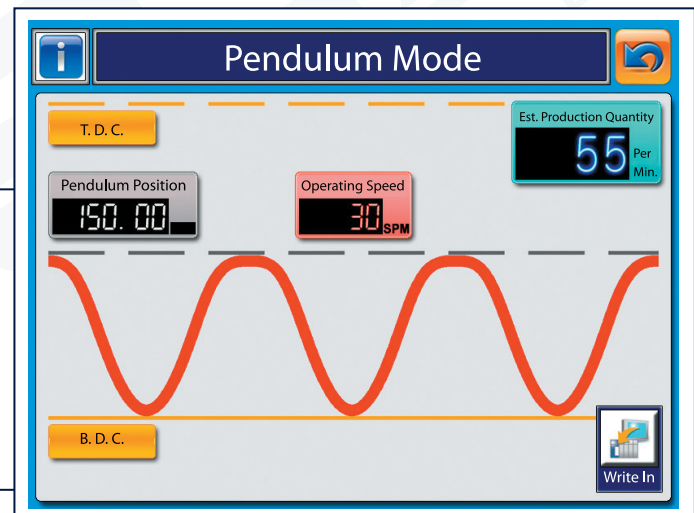 i
Pendulum Mode
T. D. C.
Est. Production Quantity
55 Per
Min.
Pendulum Position
150. 00
Operating Speed
30 SPM
B. D. C.
Write In